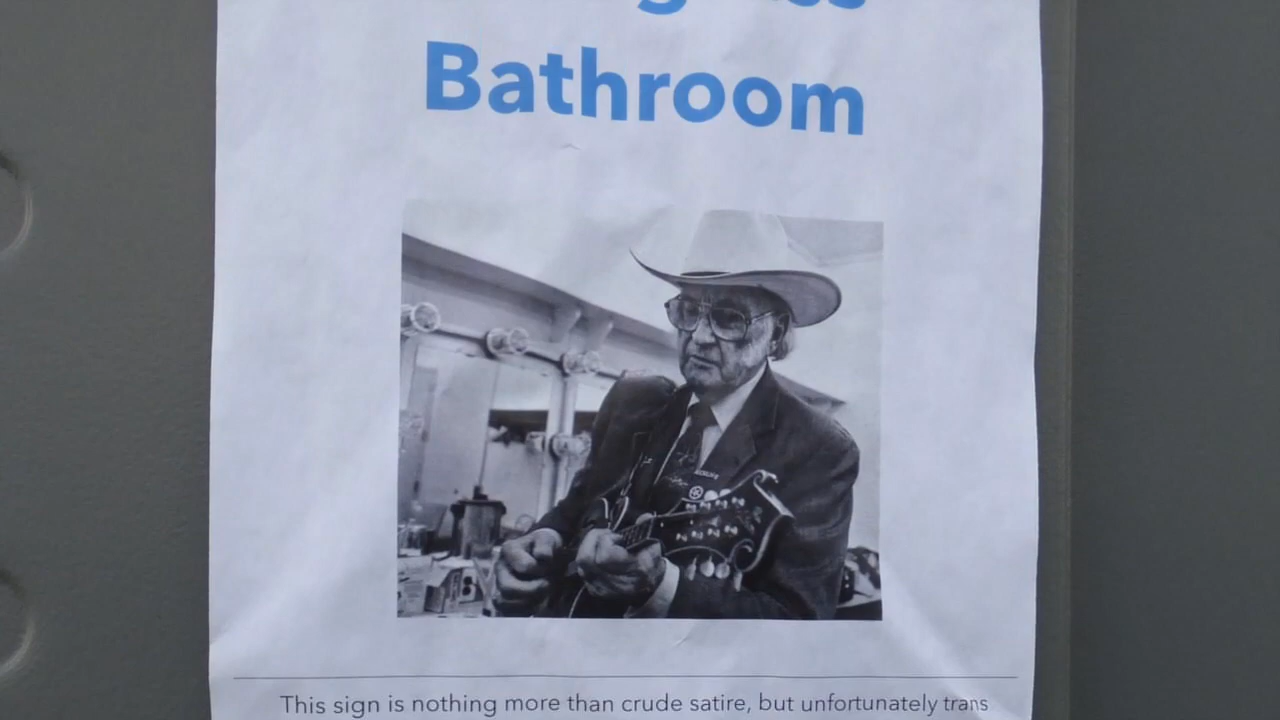 Bathroom
This sign is nothing more than crude satire, but unfortunately trans